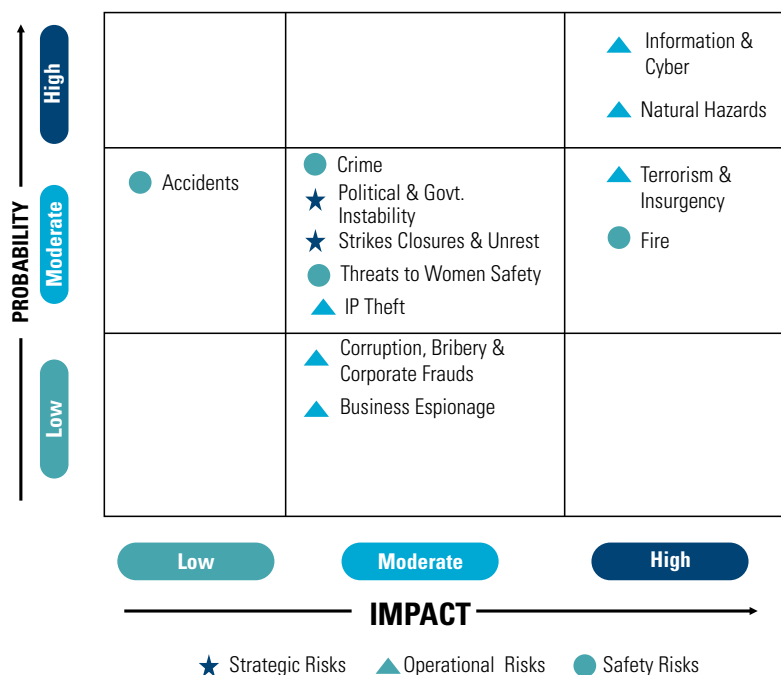 PROBABILITY
High
Moderate
Low
Information &
Cyber
Natural Hazards
Accidents
Crime
Political & Govt.
Instability
Strikes Closures & Unrest
Threats to Women Safety
IP Theft
Terrorism &
Insurgency
Fire
Corruption, Bribery &
Corporate Frauds
Business Espionage
Low
Moderate
High
IMPACT
Strategic Risks
Operational Risks
Safety Risks